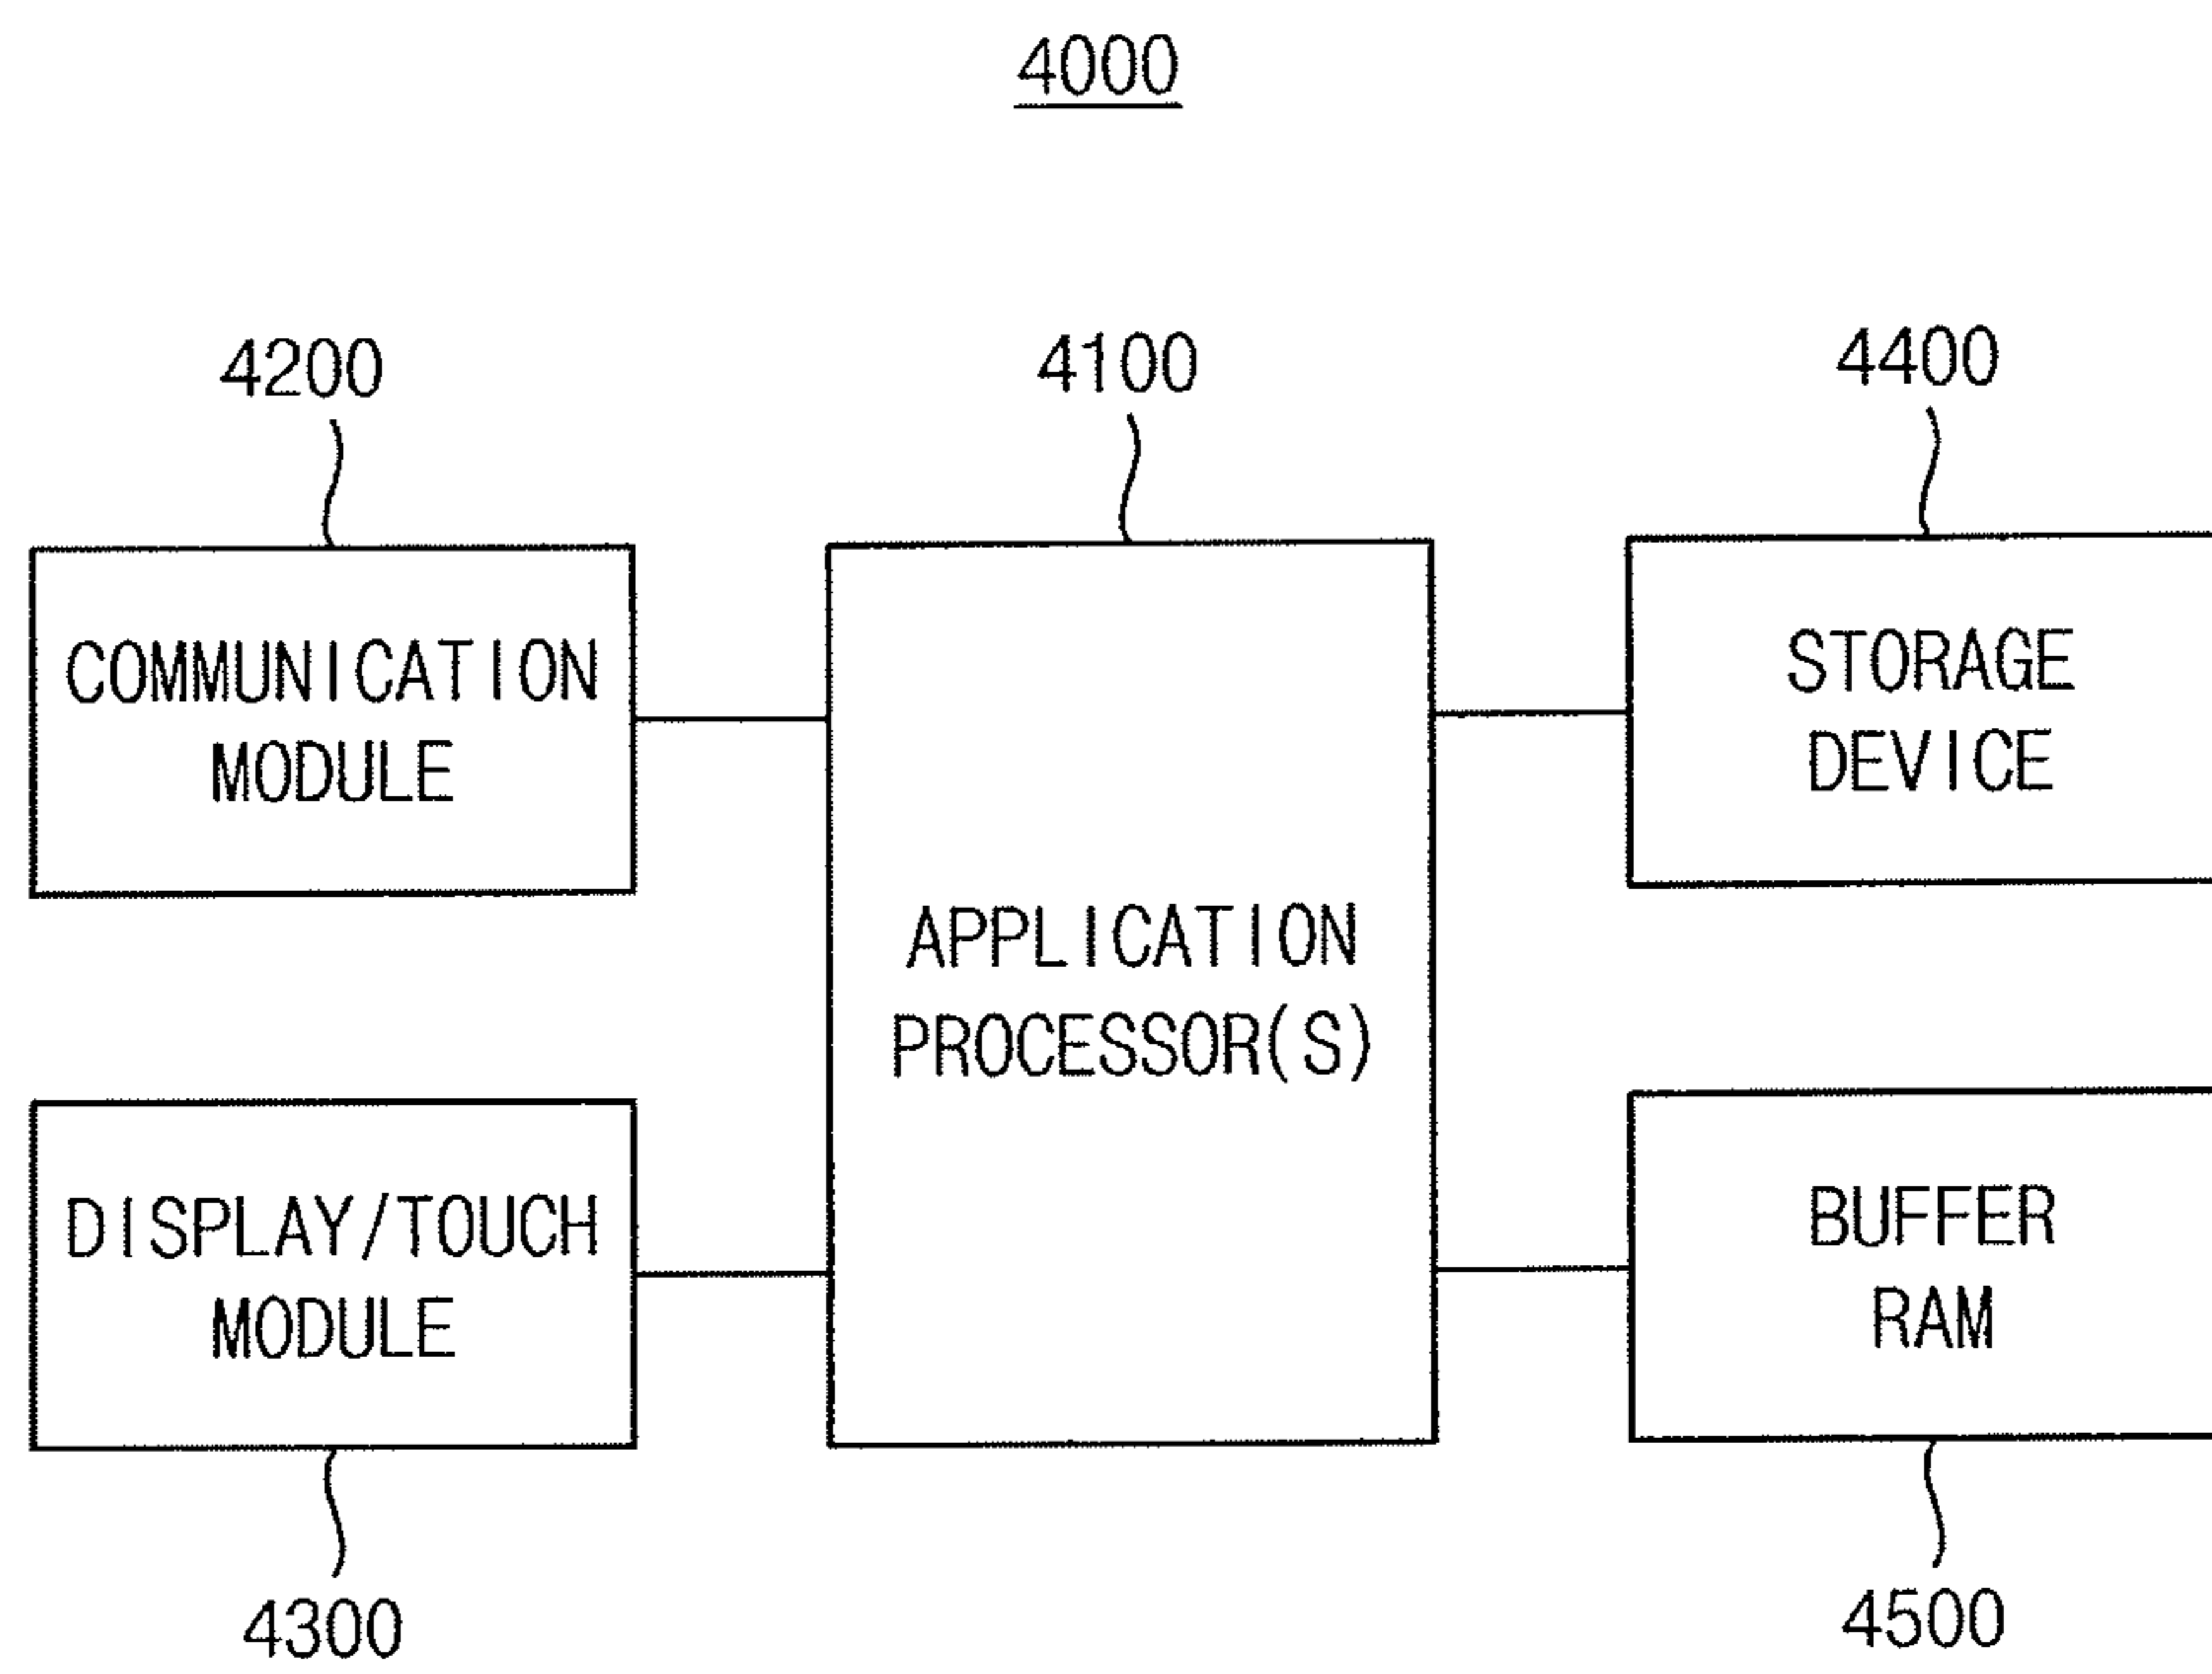 4000
4200
4100
4400
COMMUNICATION
MODULE
APPLICATION
PROCESSOR(S)
STORAGE
DEVICE
DISPLAY/TOUCH
MODULE
BUFFER
RAM
4300
4500